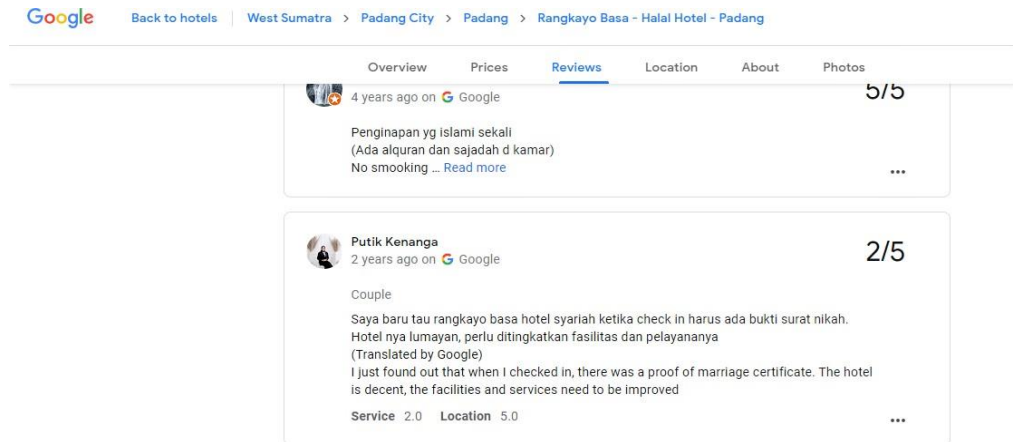 Google Back to hotels West Sumatra > Padang City > Padang > Rangkayo Basa - Halal Hotel - Padang
Overview Prices Reviews Location About Photos
4 years ago on Google 5/5
Penginapan yg islami sekali
(Ada alquran dan sajadah d kamar)
No smooking ... Read more
Putik Kenanga
2 years ago on Google 2/5
Couple
Saya baru tau rangkayo basa hotel syariah ketika check in harus ada bukti surat nikah.
Hotel nya lumayan, perlu ditingkatkan fasilitas dan pelayananya
(Translated by Google)
I just found out that when I checked in, there was a proof of marriage certificate. The hotel
is decent, the facilities and services need to be improved
Service 2.0 Location 5.0